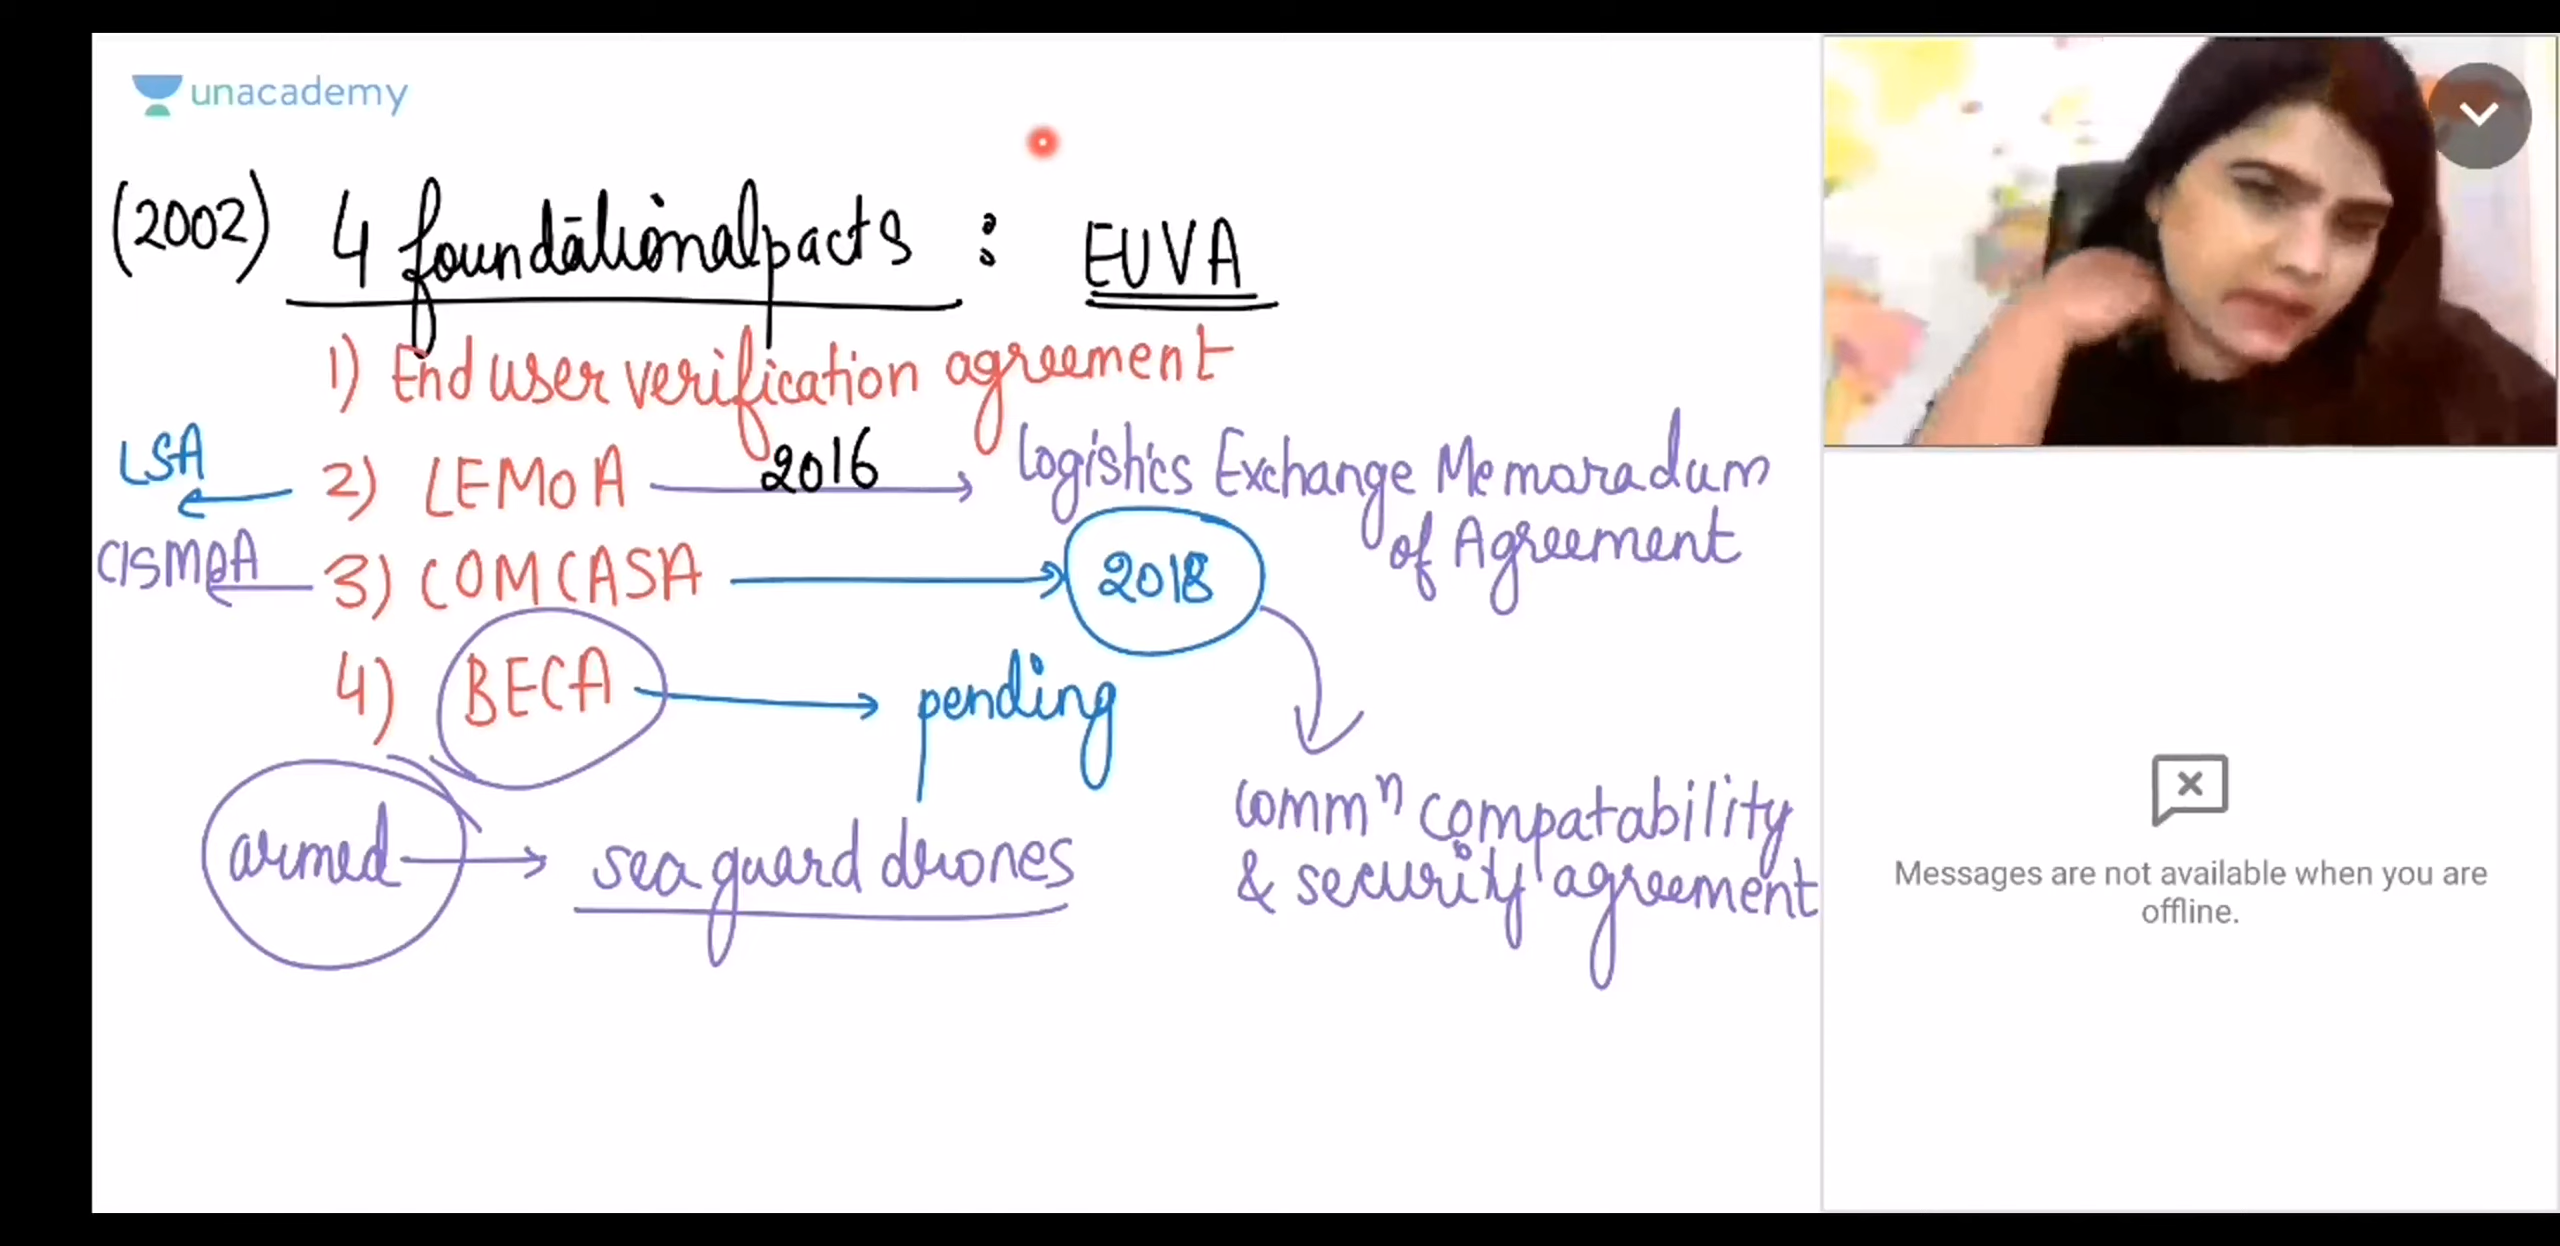 unacademy
(2002) 4 foundational pacts : EUVA
1) End user verification agreement
LSA
2) LEMOA 2016 Logistics Exchange Memoradum
of Agreement
CISMOA
3) COMCASA 2018
4) BECA pending
commⁿ compatability
& security agreement
armed sea guard drones
Messages are not available when you are
offline.